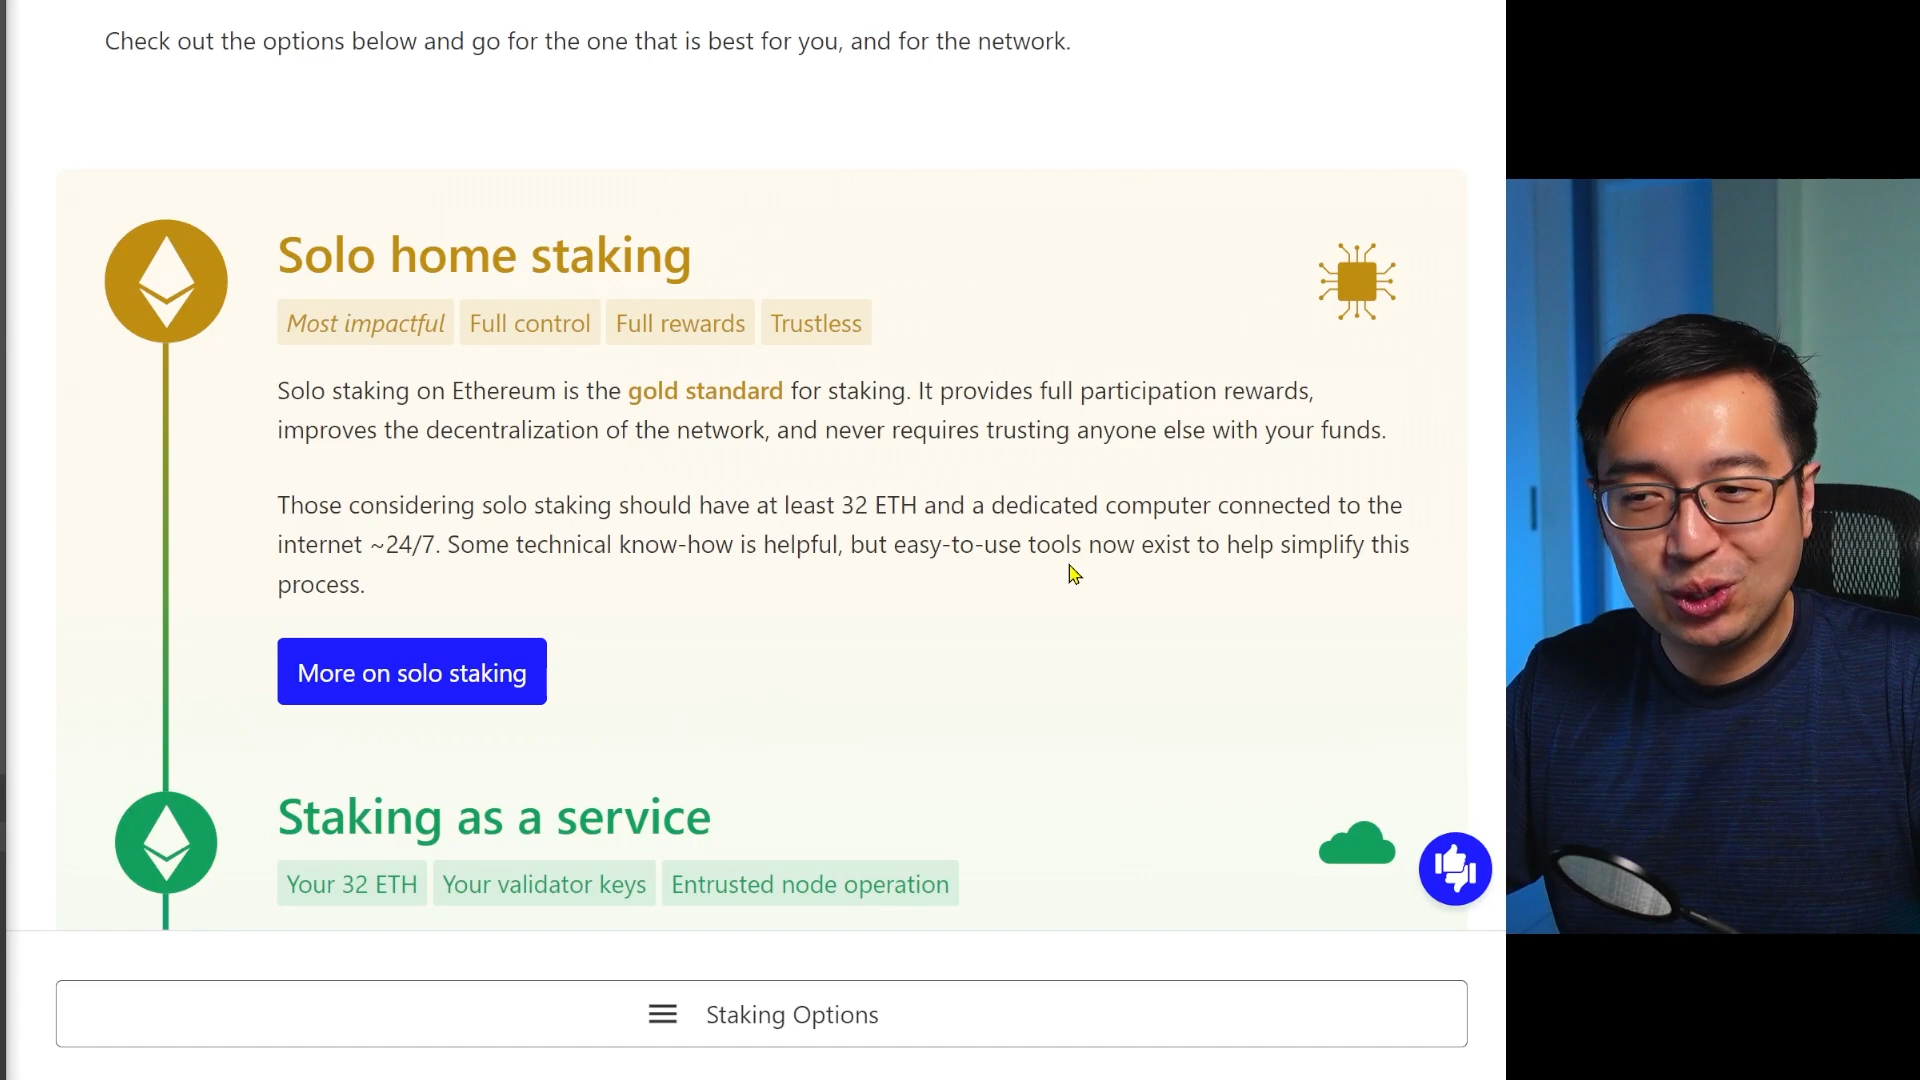 Check out the options below and go for the one that is best for you, and for the network.
Solo home staking
Most impactful Full control Full rewards Trustless
Solo staking on Ethereum is the gold standard for staking. It provides full participation rewards,
improves the decentralization of the network, and never requires trusting anyone else with your funds.
Those considering solo staking should have at least 32 ETH and a dedicated computer connected to the
internet ~24/7. Some technical know-how is helpful, but easy-to-use tools now exist to help simplify this
process.
More on solo staking
Staking as a service
Your 32 ETH Your validator keys Entrusted node operation
Staking Options